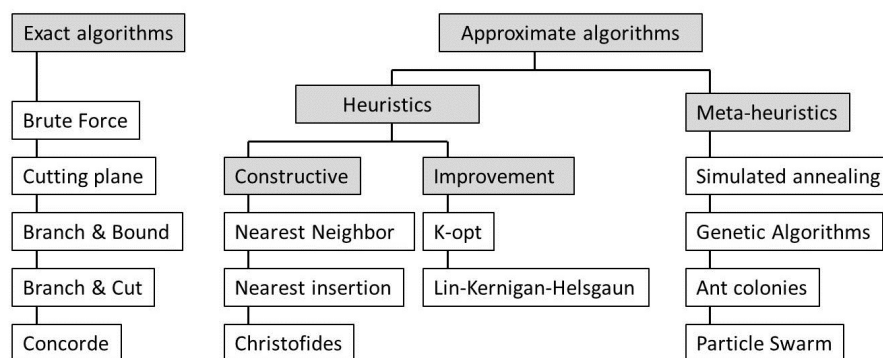 Exact algorithms
Approximate algorithms
Heuristics
Meta-heuristics
Brute Force
Cutting plane
Constructive
Improvement
Simulated annealing
Branch & Bound
Nearest Neighbor
K-opt
Genetic Algorithms
Branch & Cut
Nearest insertion
Lin-Kernigan-Helsgaun
Ant colonies
Concorde
Christofides
Particle Swarm